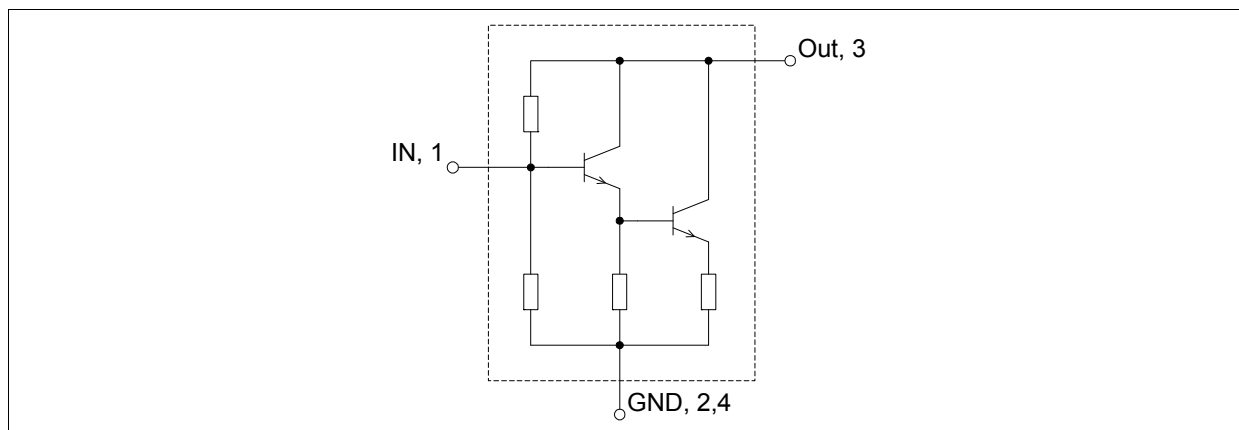 Out, 3
IN, 1
GND, 2,4